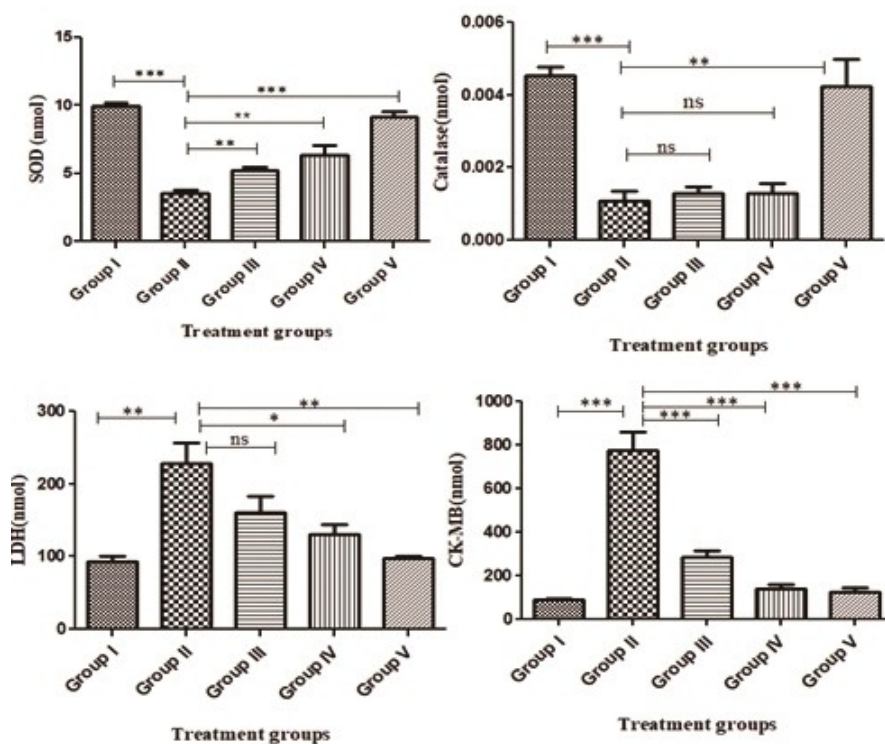 SOD (nmol)
15
10
5
0
***
***
**
**
Group I
Group II
Group III
Group IV
Group V
Treatment groups
Catalase(nmol)
0.006
0.004
0.002
0.000
***
**
ns
ns
Group I
Group II
Group III
Group IV
Group V
Treatment groups
LDH(nmol)
300
200
100
0
**
**
*
ns
Group I
Group II
Group III
Group IV
Group V
Treatment groups
CK-MB(nmol)
1000
800
600
400
200
0
***
***
***
***
Group I
Group II
Group III
Group IV
Group V
Treatment groups